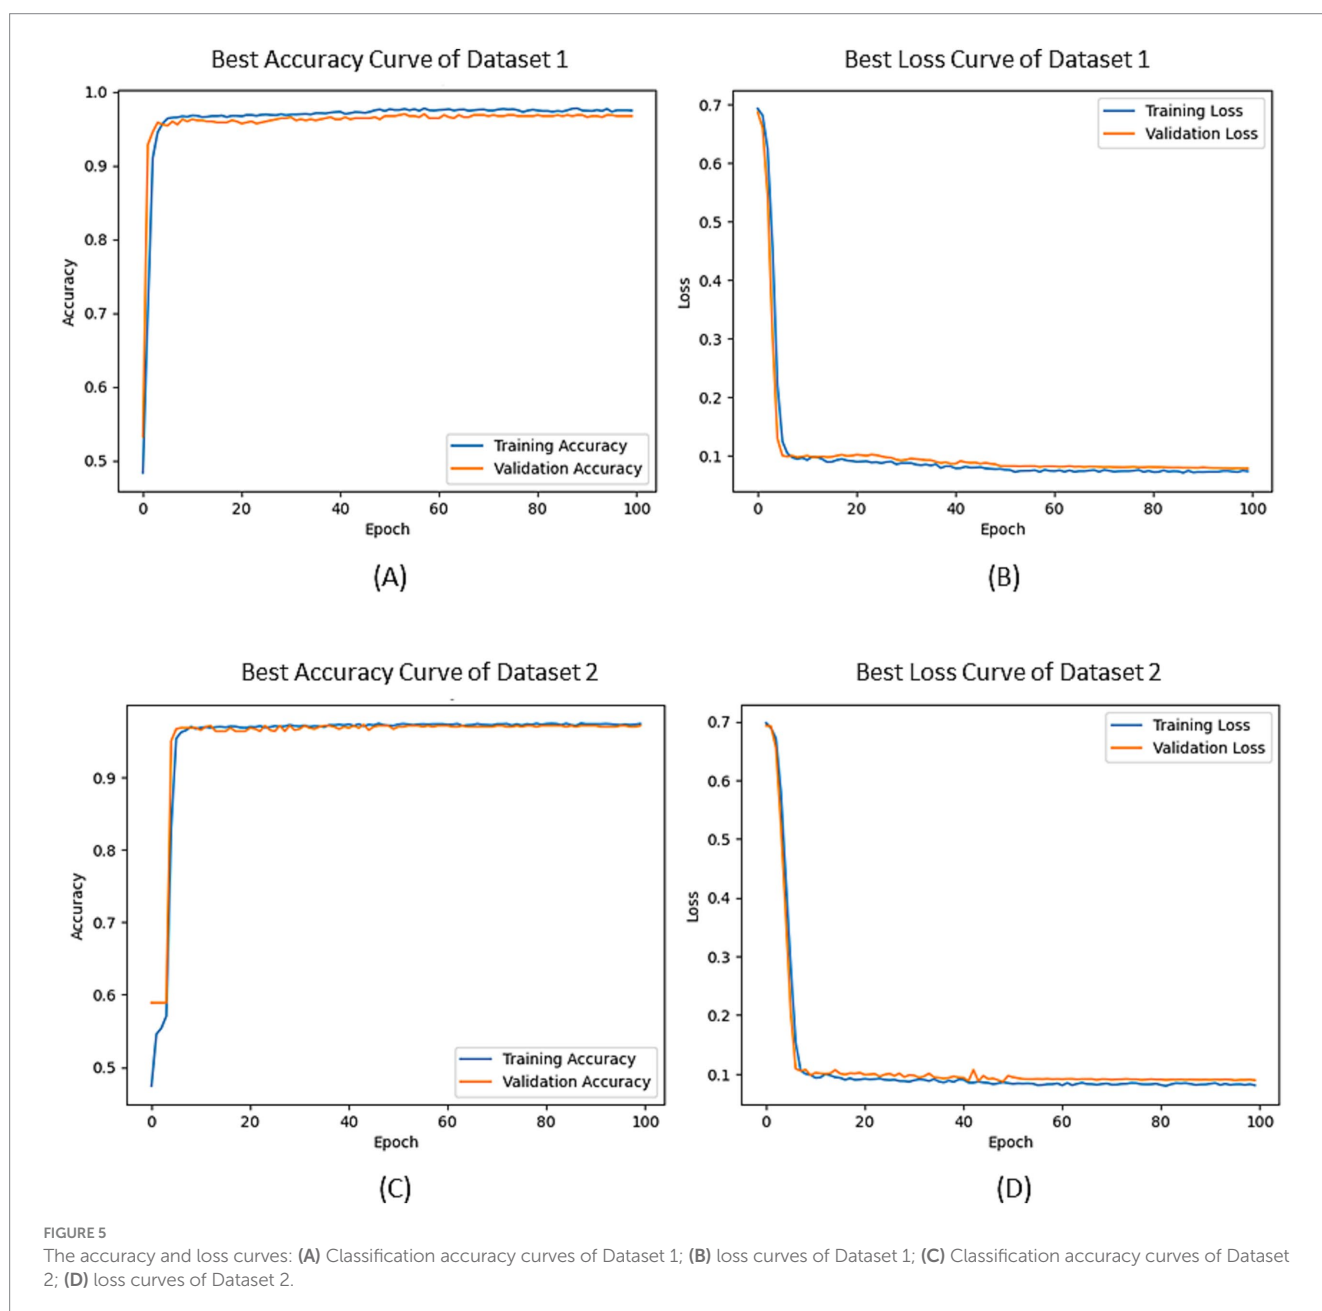 Best Accuracy Curve of Dataset 1
1.0
0.9
0.8
0.7
0.6
0.5
Accuracy
Training Accuracy
Validation Accuracy
0 20 40 60 80 100
Epoch
(A)
Best Loss Curve of Dataset 1
0.7
0.6
0.5
0.4
0.3
0.2
0.1
Loss
Training Loss
Validation Loss
0 20 40 60 80 100
Epoch
(B)
Best Accuracy Curve of Dataset 2
0.9
0.8
0.7
0.6
0.5
Accuracy
Training Accuracy
Validation Accuracy
0 20 40 60 80 100
Epoch
(C)
Best Loss Curve of Dataset 2
0.7
0.6
0.5
0.4
0.3
0.2
0.1
Loss
Training Loss
Validation Loss
0 20 40 60 80 100
Epoch
(D)
FIGURE 5
The accuracy and loss curves: (A) Classification accuracy curves of Dataset 1; (B) loss curves of Dataset 1; (C) Classification accuracy curves of Dataset
2; (D) loss curves of Dataset 2.